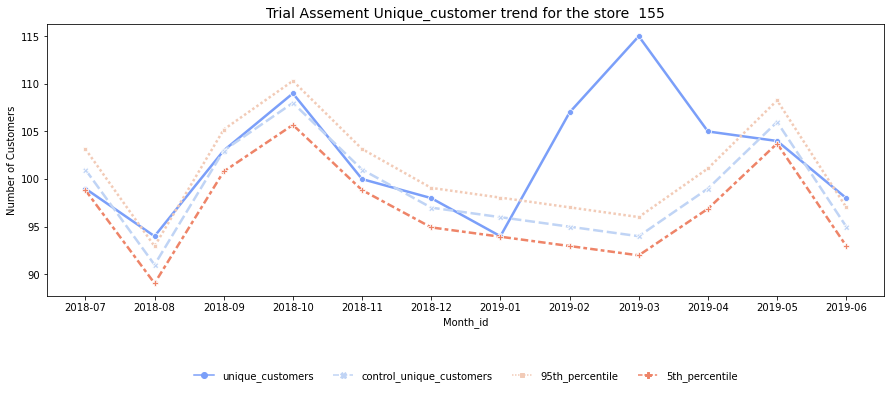 Trial Assement Unique_customer trend for the store 155
Number of Customers
115
110
105
100
95
90
2018-07 2018-08 2018-09 2018-10 2018-11 2018-12 2019-01 2019-02 2019-03 2019-04 2019-05 2019-06
Month_id
unique_customers control_unique_customers 95th_percentile 5th_percentile